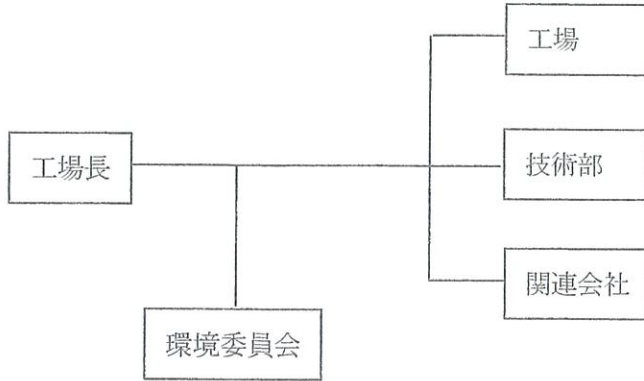 工場
工場長
技術部
関連会社
環境委員会